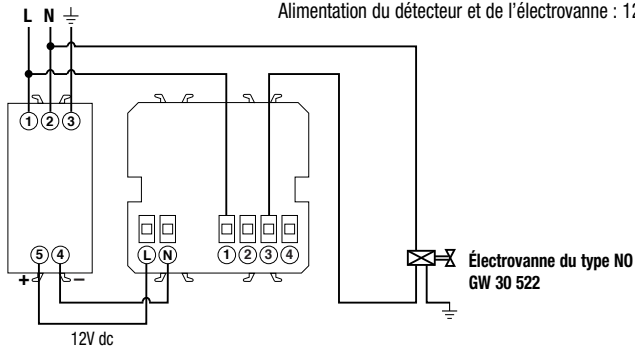 Alimentation du détecteur et de l'électrovanne : 12
L N
1 2 3
5 4
+ –
L N 1 2 3 4
12V dc
Électrovanne du type NO
GW 30 522